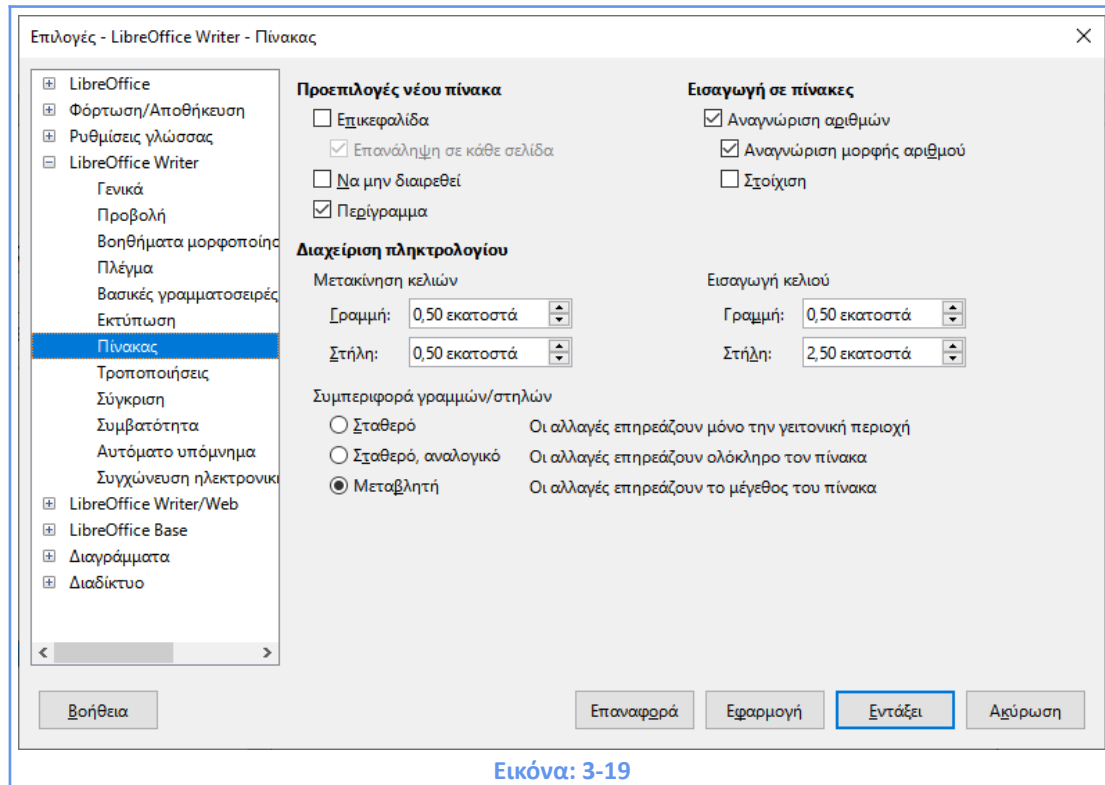 Επιλογές - LibreOffice Writer - Πίνακας
LibreOffice
Φόρτωση/Αποθήκευση
Ρυθμίσεις γλώσσας
LibreOffice Writer
Γενικά
Προβολή
Βοηθήματα μορφοποίησ
Πλέγμα
Βασικές γραμματοσειρές
Εκτύπωση
Πίνακας
Τροποποιήσεις
Σύγκριση
Συμβατότητα
Αυτόματο υπόμνημα
Συγχώνευση ηλεκτρονικ
LibreOffice Writer/Web
LibreOffice Base
Διαγράμματα
Διαδίκτυο
Προεπιλογές νέου πίνακα
Επικεφαλίδα
Επανάληψη σε κάθε σελίδα
Να μην διαιρεθεί
Περίγραμμα
Εισαγωγή σε πίνακες
Αναγνώριση αριθμών
Αναγνώριση μορφής αριθμού
Στοίχιση
Διαχείριση πληκτρολογίου
Μετακίνηση κελιών
Γραμμή: 0,50 εκατοστά
Στήλη: 0,50 εκατοστά
Εισαγωγή κελιού
Γραμμή: 0,50 εκατοστά
Στήλη: 2,50 εκατοστά
Συμπεριφορά γραμμών/στηλών
Σταθερό Οι αλλαγές επηρεάζουν μόνο την γειτονική περιοχή
Σταθερό, αναλογικό Οι αλλαγές επηρεάζουν ολόκληρο τον πίνακα
Μεταβλητή Οι αλλαγές επηρεάζουν το μέγεθος του πίνακα
Βοήθεια Επαναφορά Εφαρμογή Εντάξει Ακύρωση
Εικόνα: 3-19